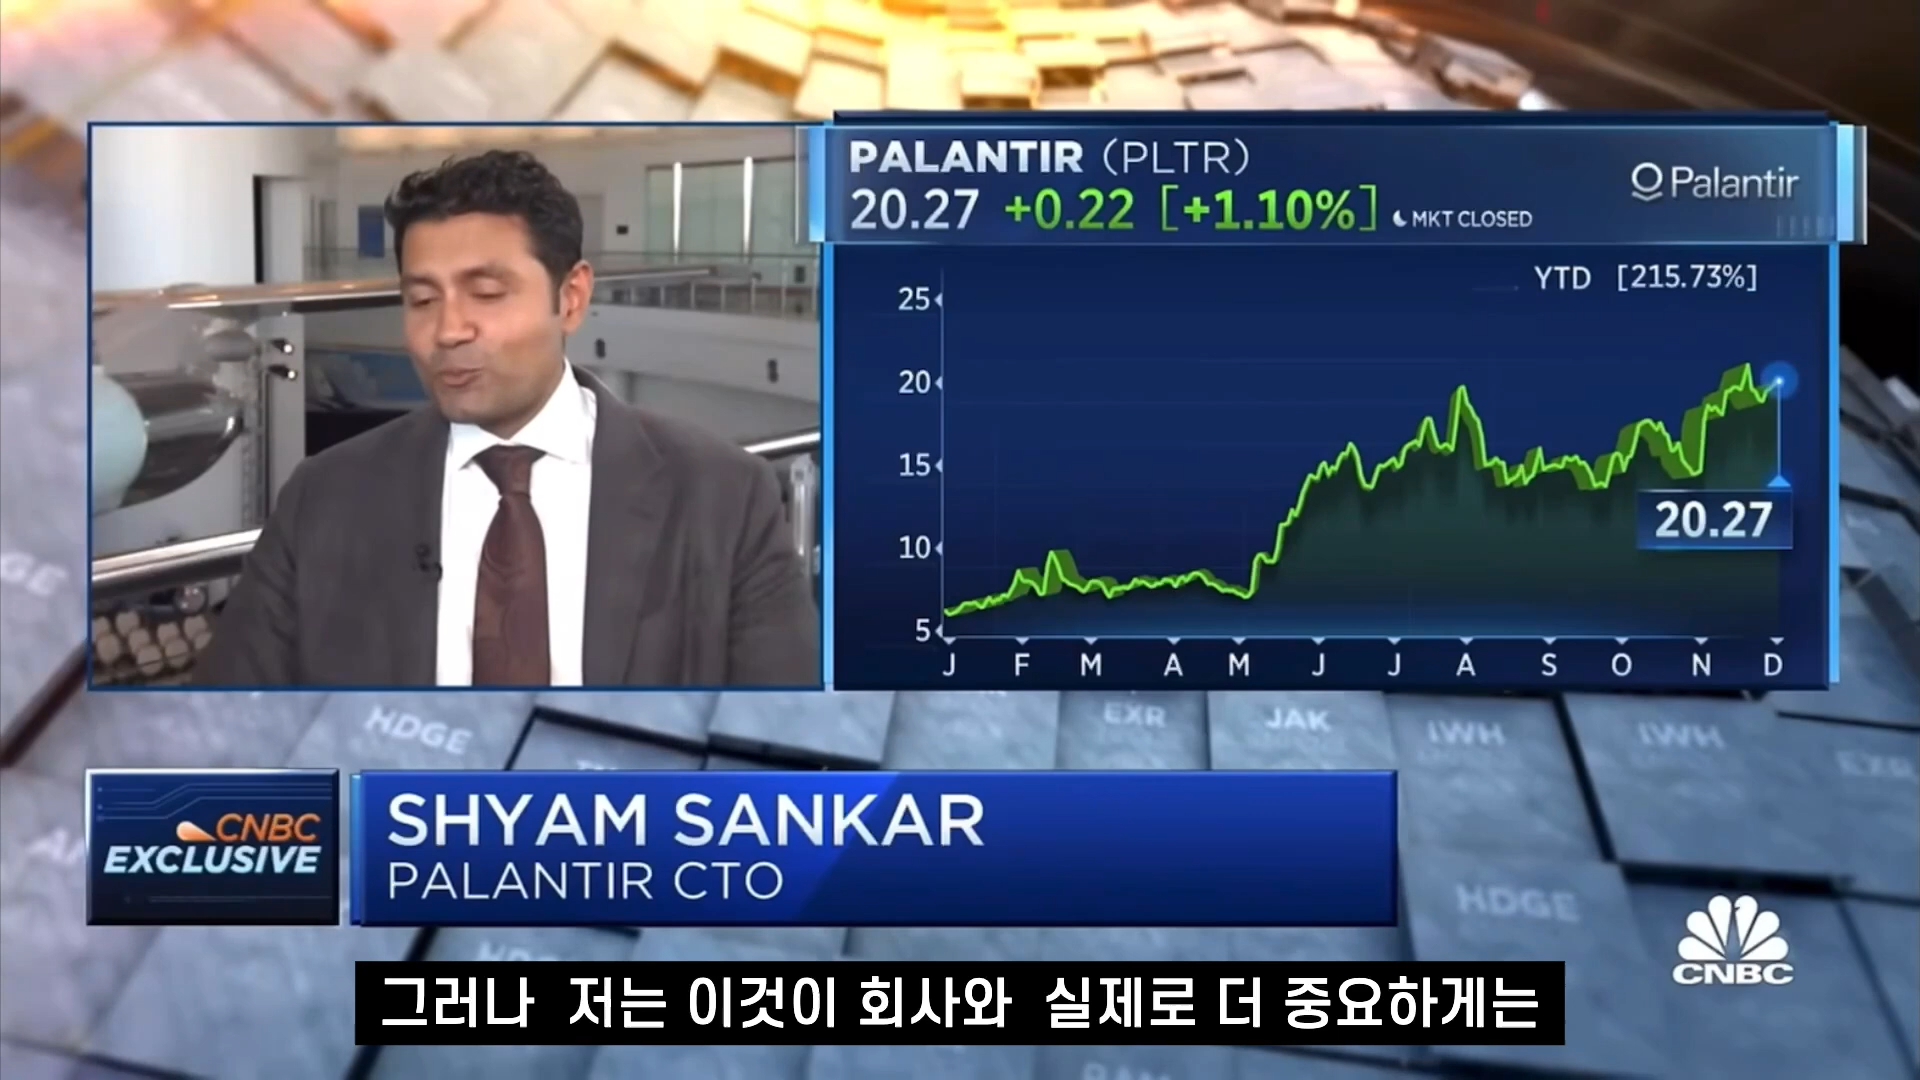 PALANTIR (PLTR)
20.27 +0.22 [+1.10%] MKT CLOSED
Palantir
YTD [215.73%]
25
20
15
10
5
20.27
J F M A M J J A S O N D
HDGE
EXR
JAK
IWH
IWH
EXR
HDGE
CNBC
EXCLUSIVE
SHYAM SANKAR
PALANTIR CTO
CNBC
그러나 저는 이것이 회사와 실제로 더 중요하게는